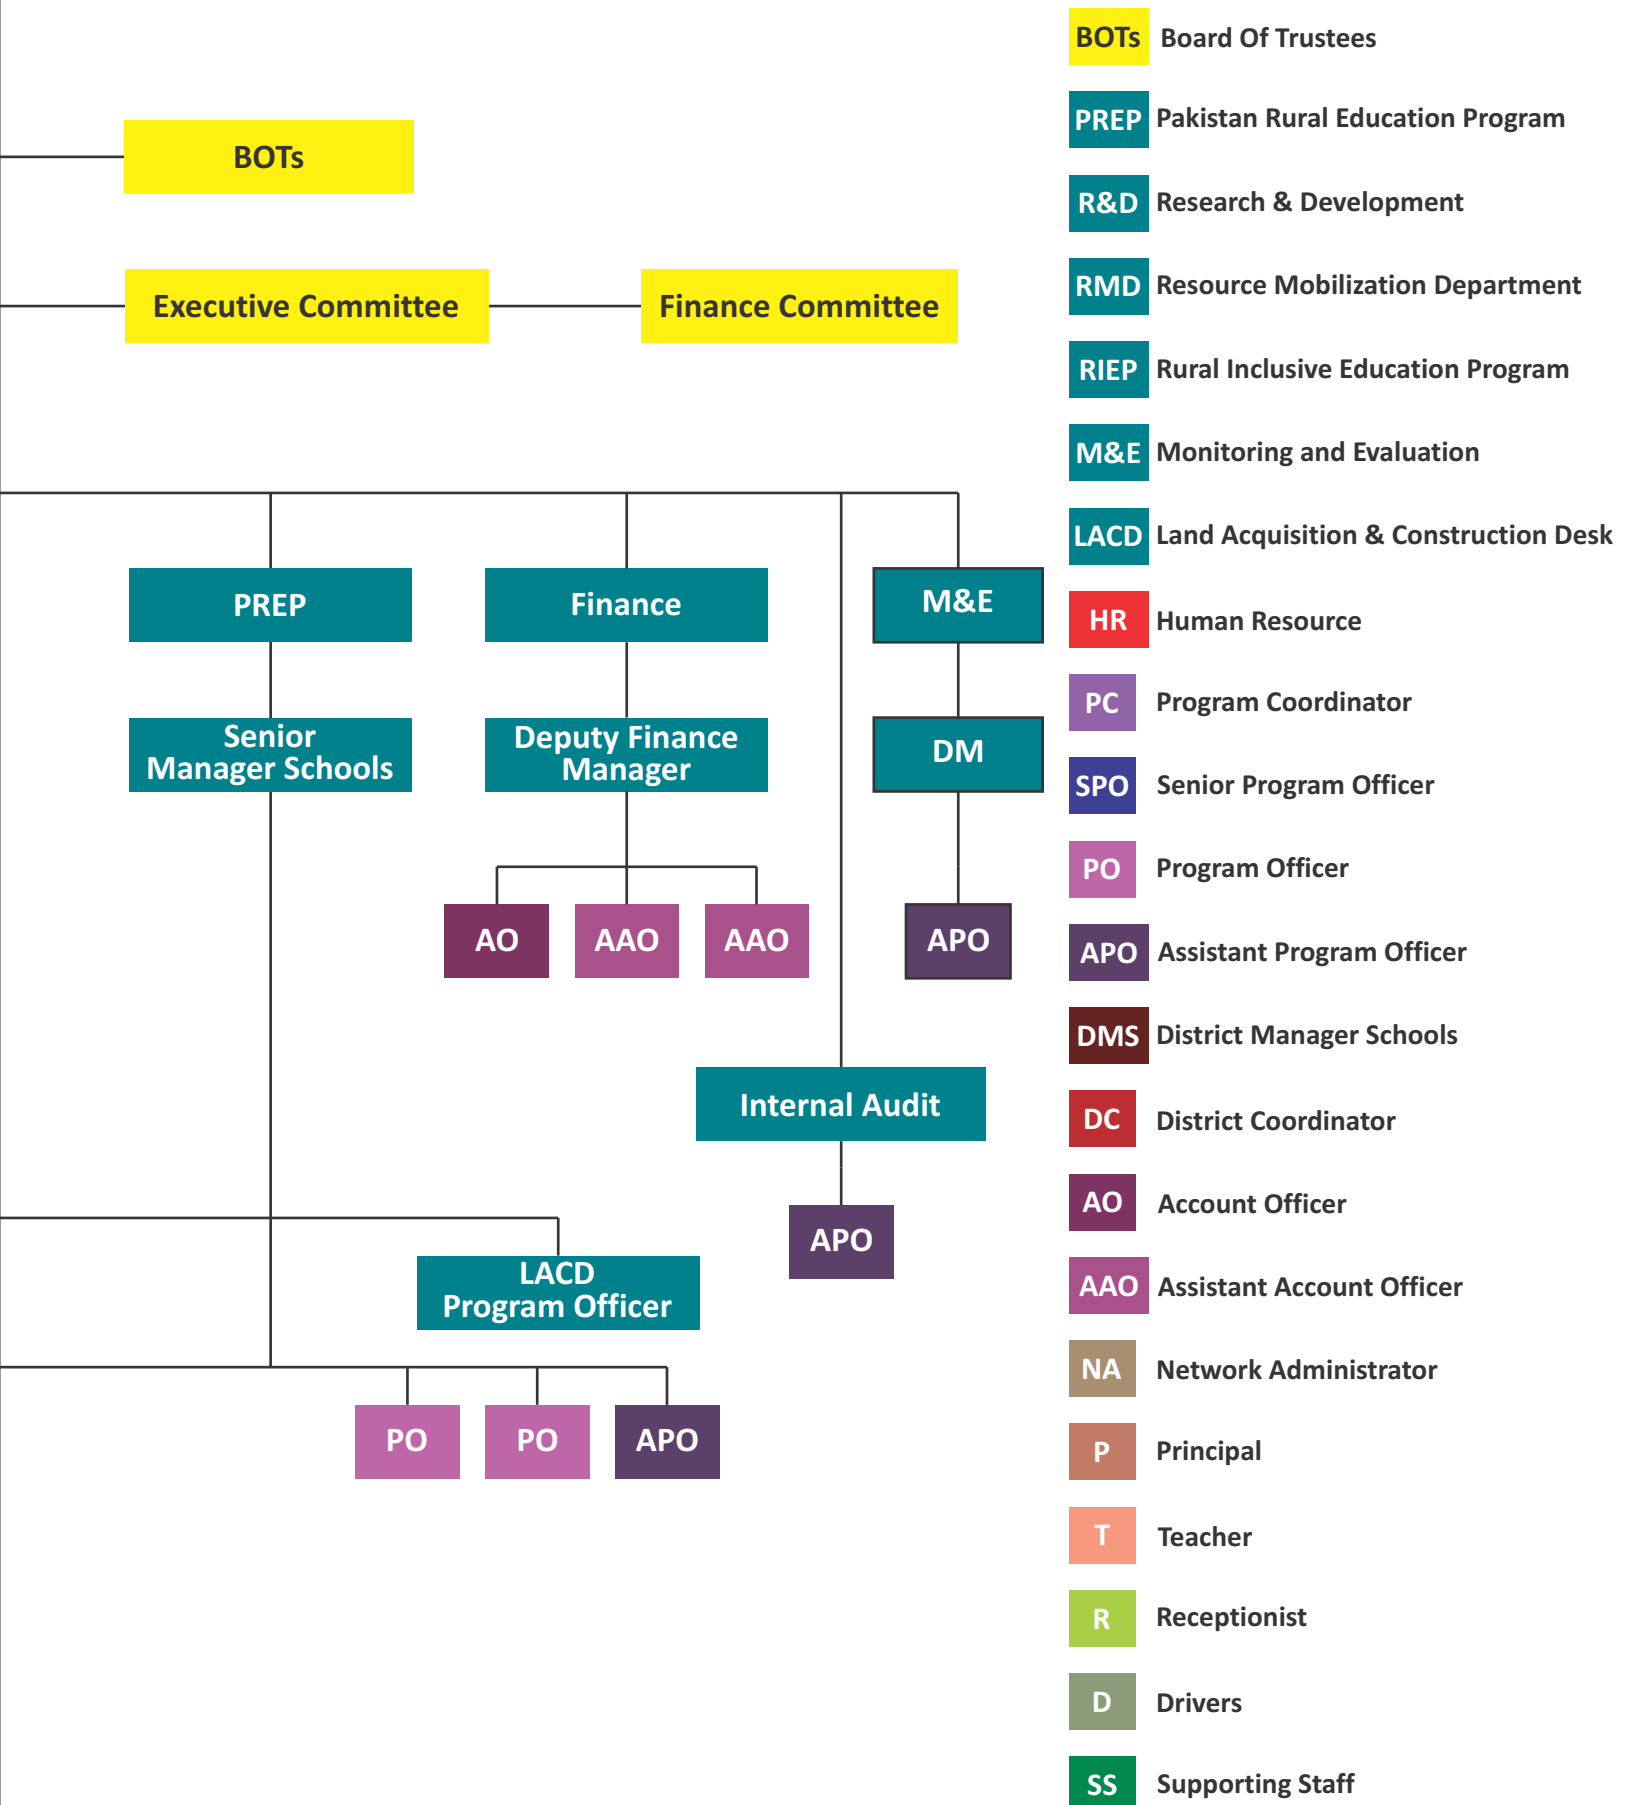 BOTs
Executive Committee
Finance Committee
PREP
Finance
M&E
Senior
Manager Schools
Deputy Finance
Manager
DM
AO
AAO
AAO
APO
Internal Audit
APO
LACD
Program Officer
PO
PO
APO
BOTs Board Of Trustees
PREP Pakistan Rural Education Program
R&D Research & Development
RMD Resource Mobilization Department
RIEP Rural Inclusive Education Program
M&E Monitoring and Evaluation
LACD Land Acquisition & Construction Desk
HR Human Resource
PC Program Coordinator
SPO Senior Program Officer
PO Program Officer
APO Assistant Program Officer
DMS District Manager Schools
DC District Coordinator
AO Account Officer
AAO Assistant Account Officer
NA Network Administrator
P Principal
T Teacher
R Receptionist
D Drivers
SS Supporting Staff